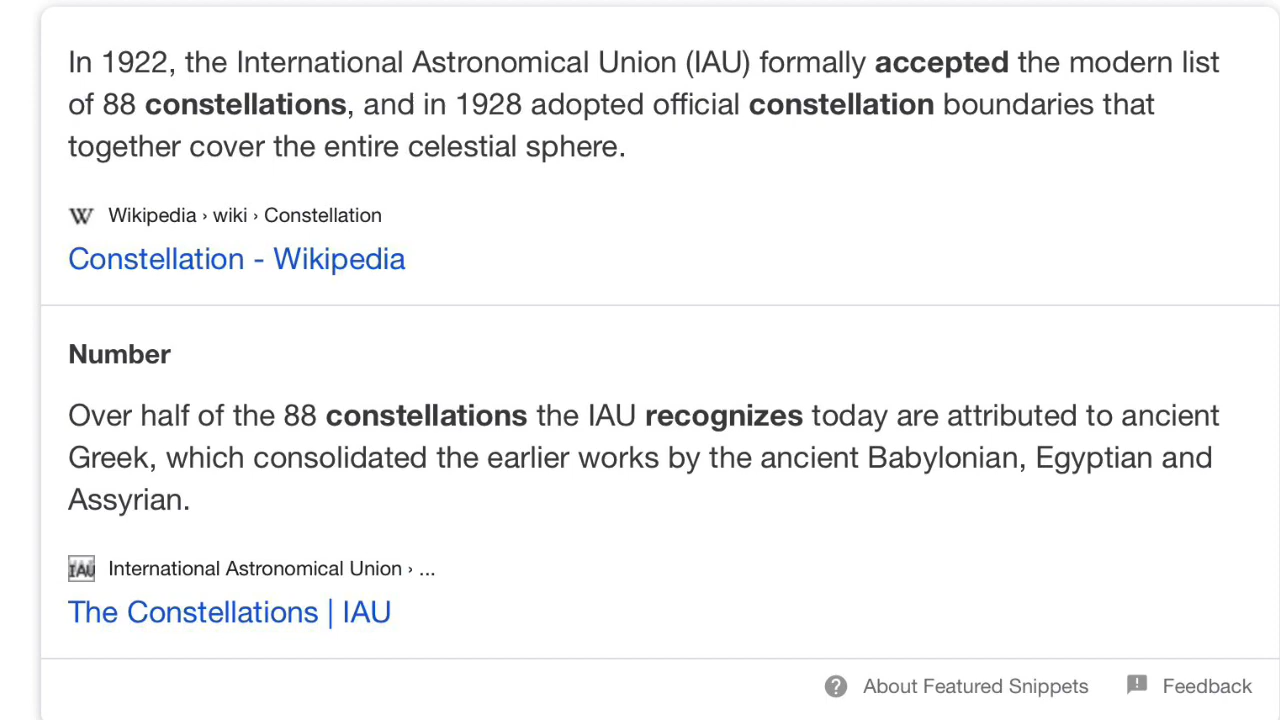 In 1922, the International Astronomical Union (IAU) formally accepted the modern list
of 88 constellations, and in 1928 adopted official constellation boundaries that
together cover the entire celestial sphere.
W Wikipedia › wiki › Constellation
Constellation - Wikipedia
Number
Over half of the 88 constellations the IAU recognizes today are attributed to ancient
Greek, which consolidated the earlier works by the ancient Babylonian, Egyptian and
Assyrian.
IAU International Astronomical Union › ...
The Constellations | IAU
About Featured Snippets Feedback